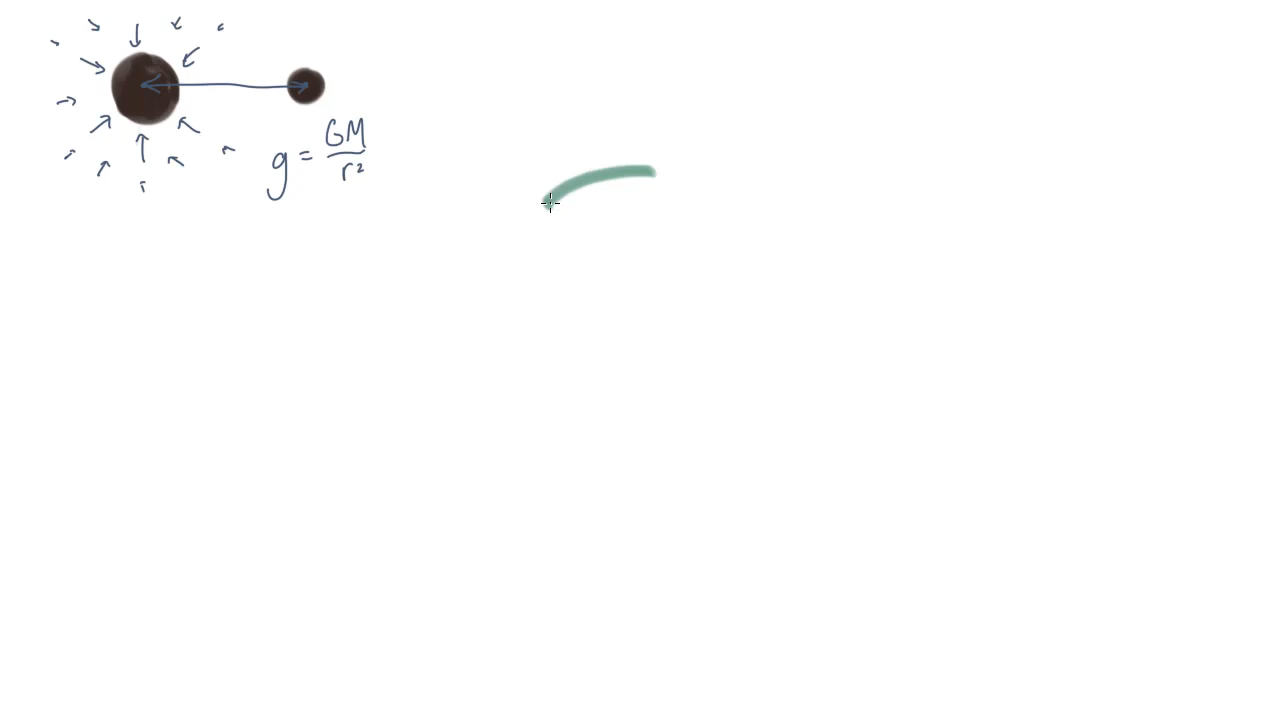 g = GM/r²